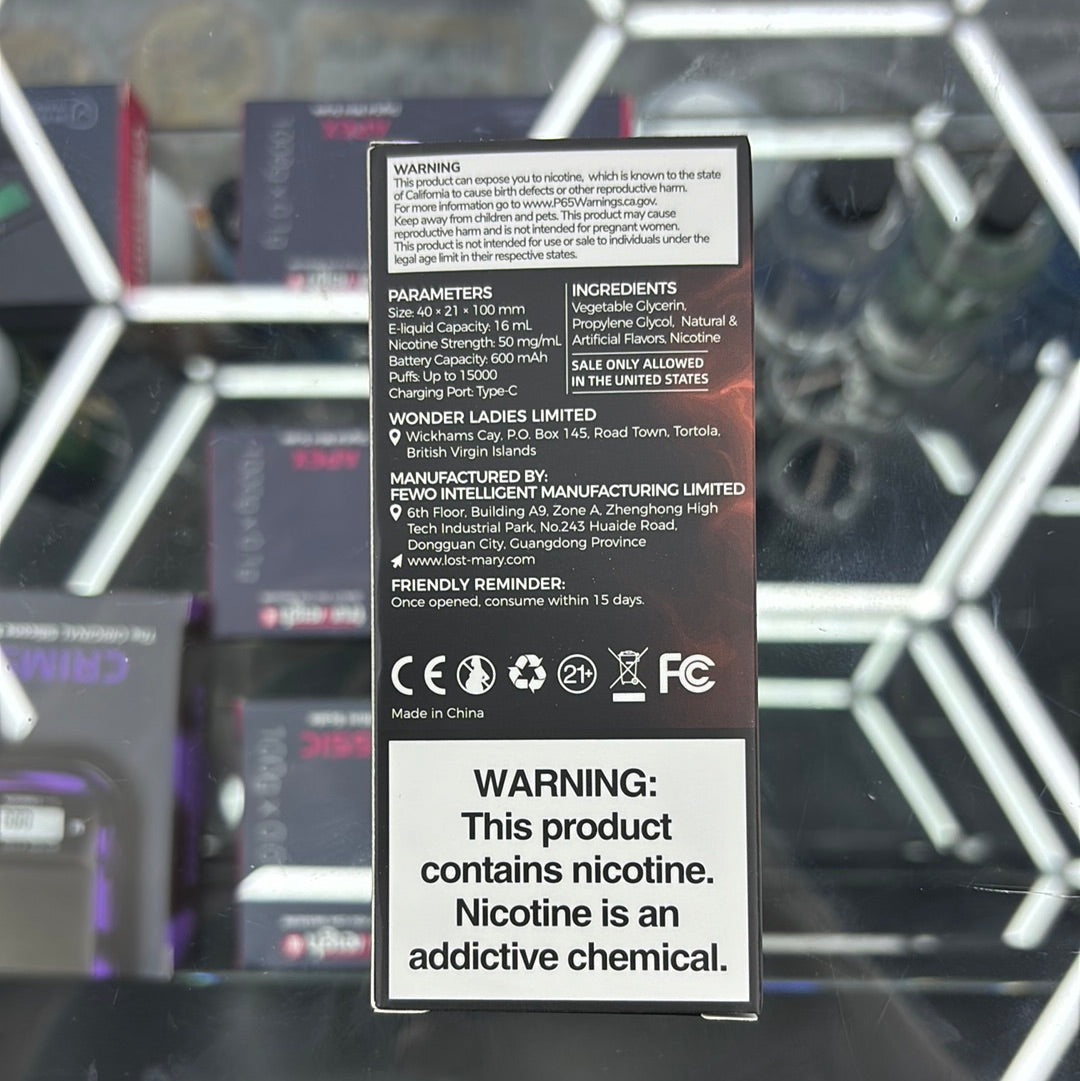 WARNING
This product can expose you to nicotine, which is known to the state
of California to cause birth defects or other reproductive harm.
For more information go to www.P65Warnings.ca.gov.
Keep away from children and pets. This product may cause
reproductive harm and is not intended for pregnant women.
This product is not intended for use or sale to individuals under the
legal age limit in their respective states.
PARAMETERS
Size: 40 × 21 × 100 mm
E-liquid Capacity: 16 mL
Nicotine Strength: 50 mg/mL
Battery Capacity: 600 mAh
Puffs: Up to 15000
Charging Port: Type-C
INGREDIENTS
Vegetable Glycerin,
Propylene Glycol, Natural &
Artificial Flavors, Nicotine
SALE ONLY ALLOWED
IN THE UNITED STATES
WONDER LADIES LIMITED
Wickhams Cay, P.O. Box 145, Road Town, Tortola,
British Virgin Islands
MANUFACTURED BY:
FEWO INTELLIGENT MANUFACTURING LIMITED
6th Floor, Building A9, Zone A, Zhenghong High
Tech Industrial Park, No.243 Huaide Road,
Dongguan City, Guangdong Province
www.lost-mary.com
FRIENDLY REMINDER:
Once opened, consume within 15 days.
CE 21+ FC
Made in China
WARNING:
This product
contains nicotine.
Nicotine is an
addictive chemical.
APEX
1000 x 0.1g
APEX
The ORIGINAL
CRIMS